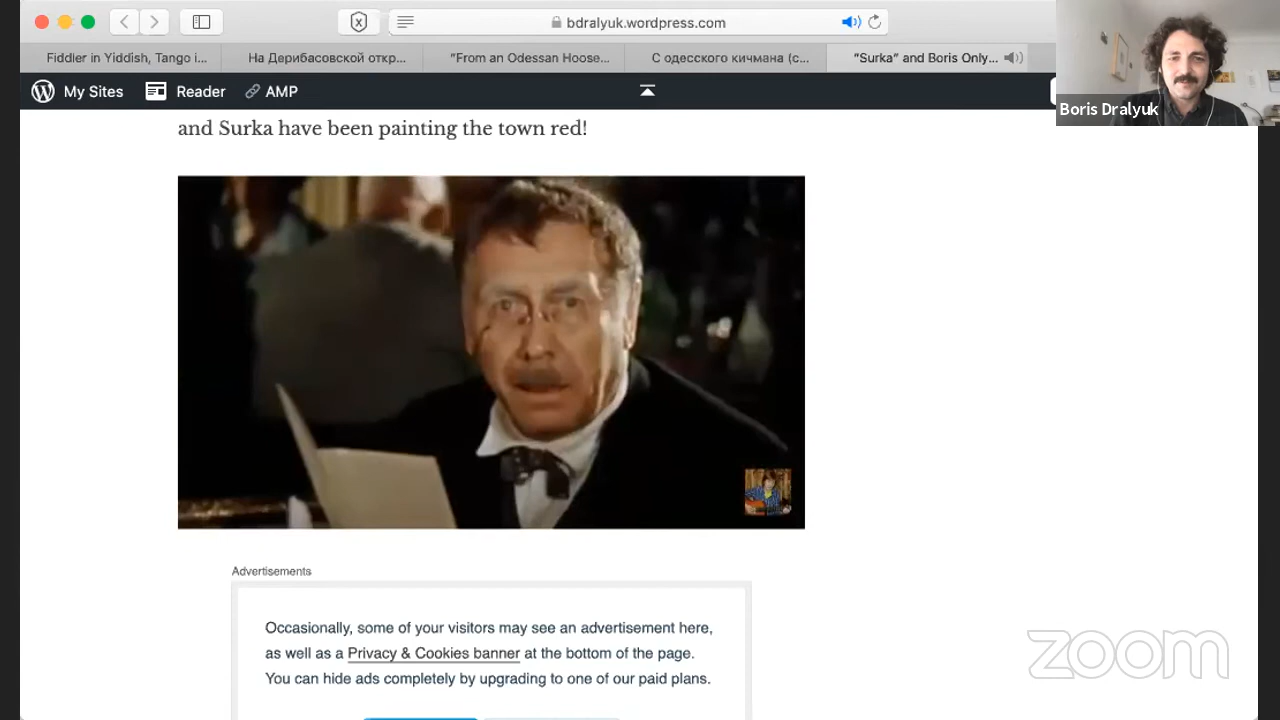 bdralyuk.wordpress.com
Fiddler in Yiddish, Tango i...
На Дерибасовской откр...
“From an Odessan Hoose...
С одесского кичмана (с...
“Surka” and Boris Only...
My Sites
Reader
AMP
Boris Dralyuk
and Surka have been painting the town red!
Advertisements
Occasionally, some of your visitors may see an advertisement here,
as well as a Privacy & Cookies banner at the bottom of the page.
You can hide ads completely by upgrading to one of our paid plans.
zoom